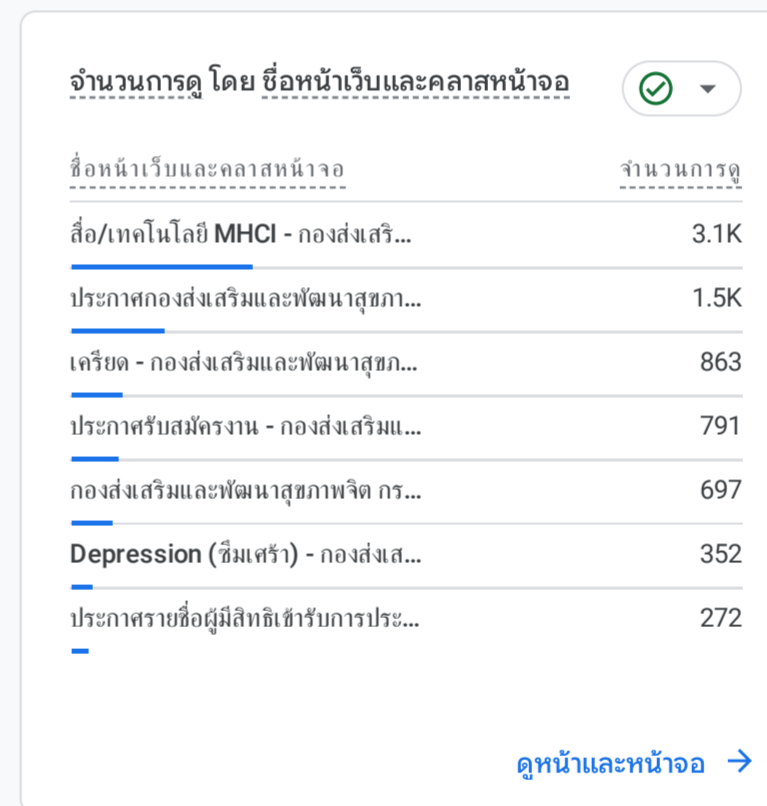 จำนวนการดู โดย ชื่อหน้าเว็บและคลาสหน้าจอ
ชื่อหน้าเว็บและคลาสหน้าจอ จำนวนการดู
สื่อ/เทคโนโลยี MHCI - กองส่งเสริ... 3.1K
ประกาศกองส่งเสริมและพัฒนาสุขภา... 1.5K
เครียด - กองส่งเสริมและพัฒนาสุขภ... 863
ประกาศรับสมัครงาน - กองส่งเสริมแ... 791
กองส่งเสริมและพัฒนาสุขภาพจิต กร... 697
Depression (ซึมเศร้า) - กองส่งเส... 352
ประกาศรายชื่อผู้มีสิทธิเข้ารับการประ... 272
ดูหน้าและหน้าจอ